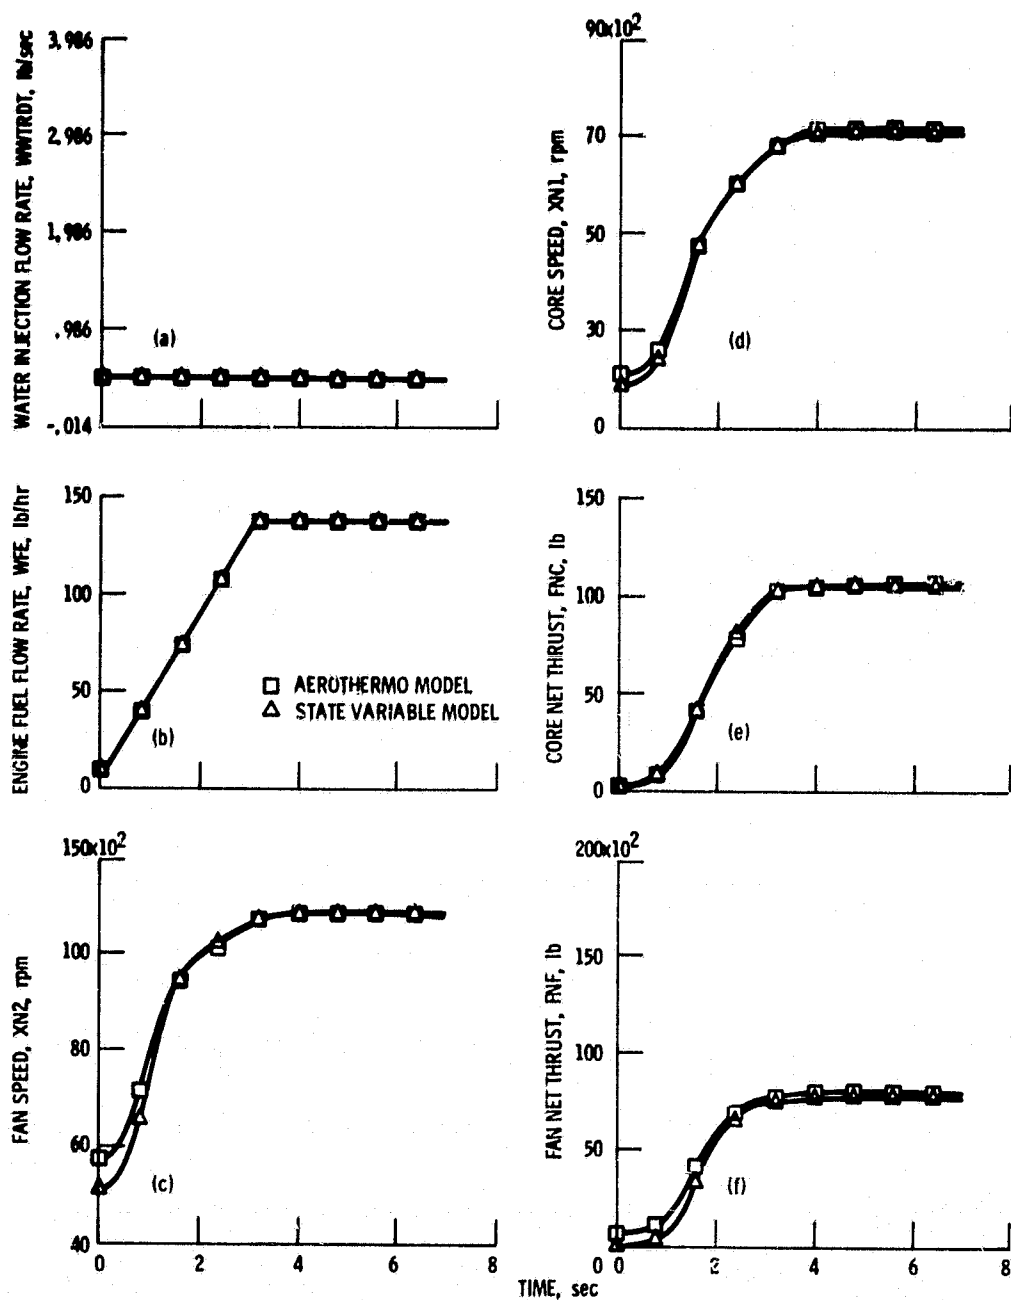 WATER INJECTION FLOW RATE, WWTRDT, lb/sec
3,986
2,986
1,986
.986
-.014
(a)
ENGINE FUEL FLOW RATE, WFE, lb/hr
150
100
50
0
(b)
AEROTHERMO MODEL
STATE VARIABLE MODEL
FAN SPEED, XN2, rpm
150x10²
100
80
60
40
(c)
0 2 4 6 8
CORE SPEED, XN1, rpm
90x10²
70
50
30
0
(d)
CORE NET THRUST, FNC, lb
150
100
50
0
(e)
FAN NET THRUST, FNF, lb
200x10²
150
100
50
0
(f)
0 2 4 6 8
TIME, sec